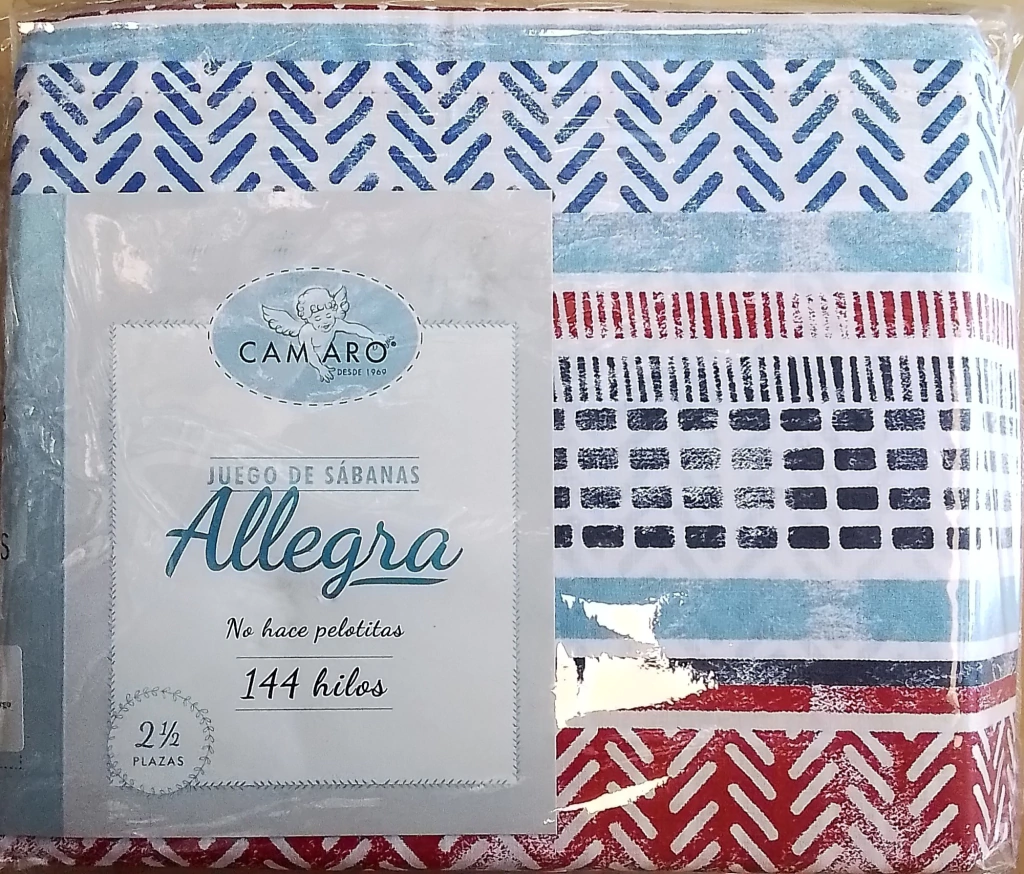 CAMARO
DESDE 1969
JUEGO DE SÁBANAS
Allegra
No hace pelotitas
144 hilos
2½
PLAZAS